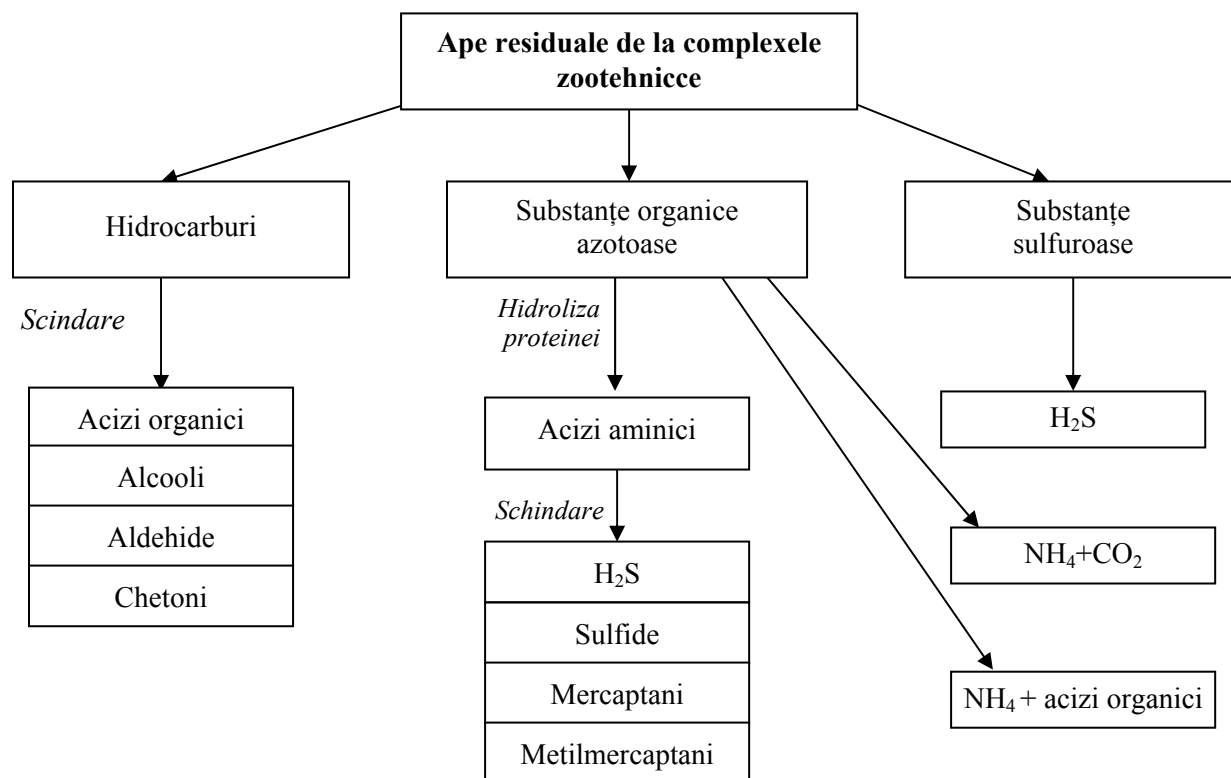 Ape residuale de la complexele
zootehnicce
Hidrocarburi
Substanțe organice
azotoase
Substanțe
sulfuroase
Scindare
Hidroliza
proteinei
Acizi organici
Alcooli
Aldehide
Chetoni
Acizi aminici
Schindare
H₂S
Sulfide
Mercaptani
Metilmercaptani
H₂S
NH₄+CO₂
NH₄ + acizi organici